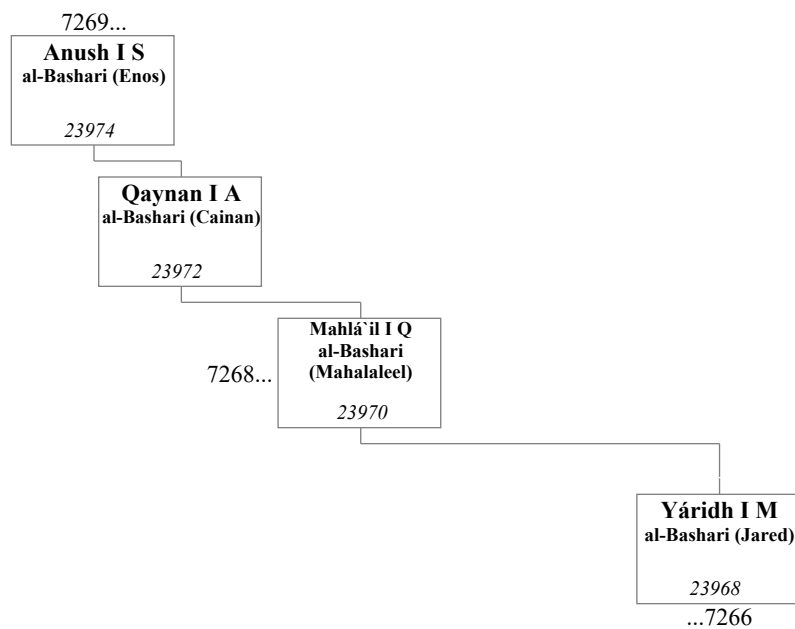 7269...
Anush I S
al-Bashari (Enos)
23974
Qaynan I A
al-Bashari (Cainan)
23972
Mahlá`il I Q
al-Bashari
(Mahalaleel)
7268...
23970
Yáridh I M
al-Bashari (Jared)
23968
...7266